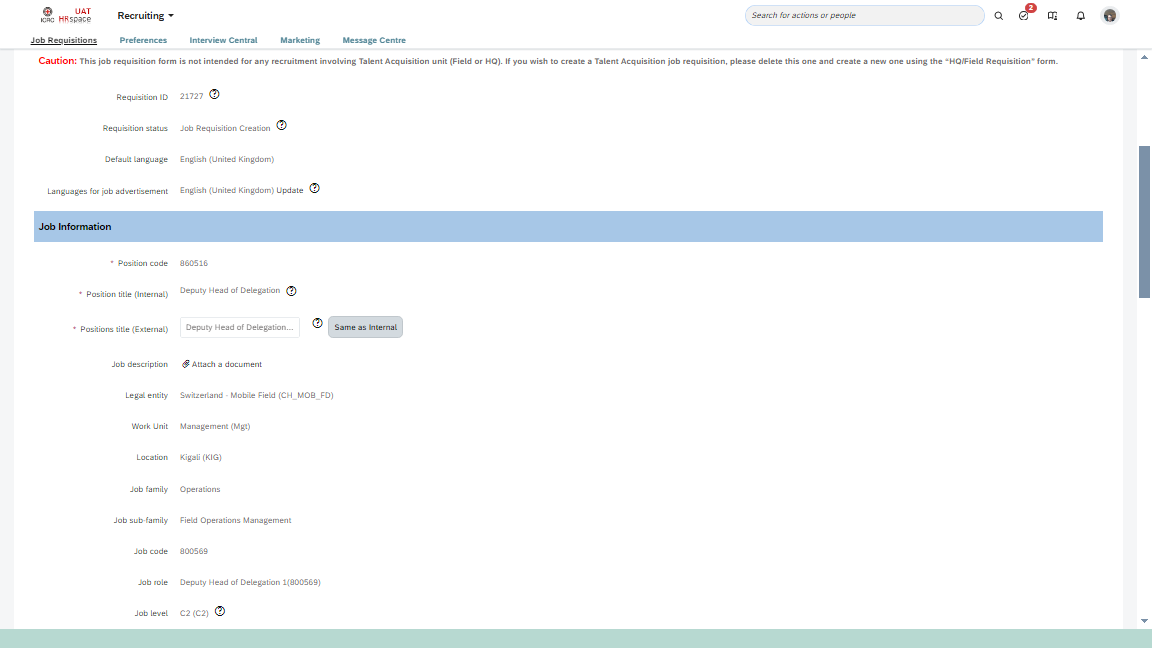 ICRC UAT HRspace Recruiting Search for actions or people 2
Job Requisitions Preferences Interview Central Marketing Message Centre
Caution: This job requisition form is not intended for any recruitment involving Talent Acquisition unit (Field or HQ). If you wish to create a Talent Acquisition job requisition, please delete this one and create a new one using the “HQ/Field Requisition” form.
Requisition ID 21727 ?
Requisition status Job Requisition Creation ?
Default language English (United Kingdom)
Languages for job advertisement English (United Kingdom) Update ?
Job Information
* Position code 860516
* Position title (Internal) Deputy Head of Delegation ?
* Positions title (External) Deputy Head of Delegation... ? Same as Internal
Job description Attach a document
Legal entity Switzerland - Mobile Field (CH_MOB_FD)
Work Unit Management (Mgt)
Location Kigali (KIG)
Job family Operations
Job sub-family Field Operations Management
Job code 800569
Job role Deputy Head of Delegation 1(800569)
Job level C2 (C2) ?